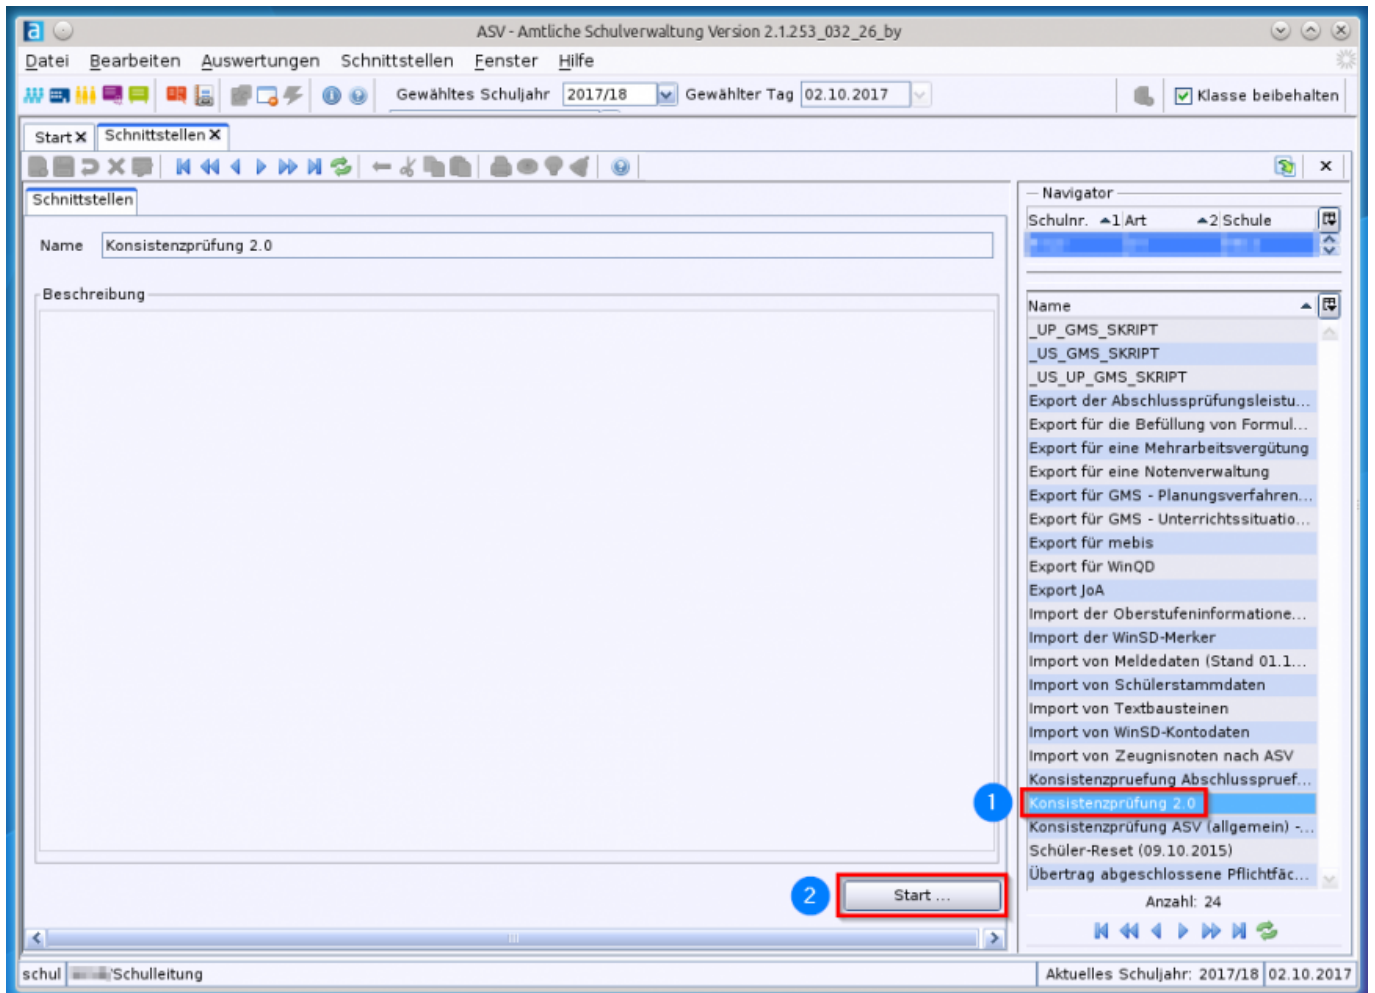 a
ASV - Amtliche Schulverwaltung Version 2.1.253_032_26_by
Datei Bearbeiten Auswertungen Schnittstellen Fenster Hilfe
Gewähltes Schuljahr 2017/18 Gewählter Tag 02.10.2017 Klasse beibehalten
Start Schnittstellen
Schnittstellen
Name Konsistenzprüfung 2.0
Beschreibung
Start ...
2
Navigator
Schulnr. 1 Art 2 Schule
Name
_UP_GMS_SKRIPT
_US_GMS_SKRIPT
_US_UP_GMS_SKRIPT
Export der Abschlussprüfungsleistu...
Export für die Befüllung von Formul...
Export für eine Mehrarbeitsvergütung
Export für eine Notenverwaltung
Export für GMS - Planungsverfahren...
Export für GMS - Unterrichtssituatio...
Export für mebis
Export für WinQD
Export JoA
Import der Oberstufeninformatione...
Import der WinSD-Merker
Import von Meldedaten (Stand 01.1...
Import von Schülerstammdaten
Import von Textbausteinen
Import von WinSD-Kontodaten
Import von Zeugnisnoten nach ASV
Konsistenzpruefung Abschlusspruef...
1 Konsistenzprüfung 2.0
Konsistenzprüfung ASV (allgemein) -...
Schüler-Reset (09.10.2015)
Übertrag abgeschlossene Pflichtfäc...
Anzahl: 24
schul /Schulleitung
Aktuelles Schuljahr: 2017/18 02.10.2017